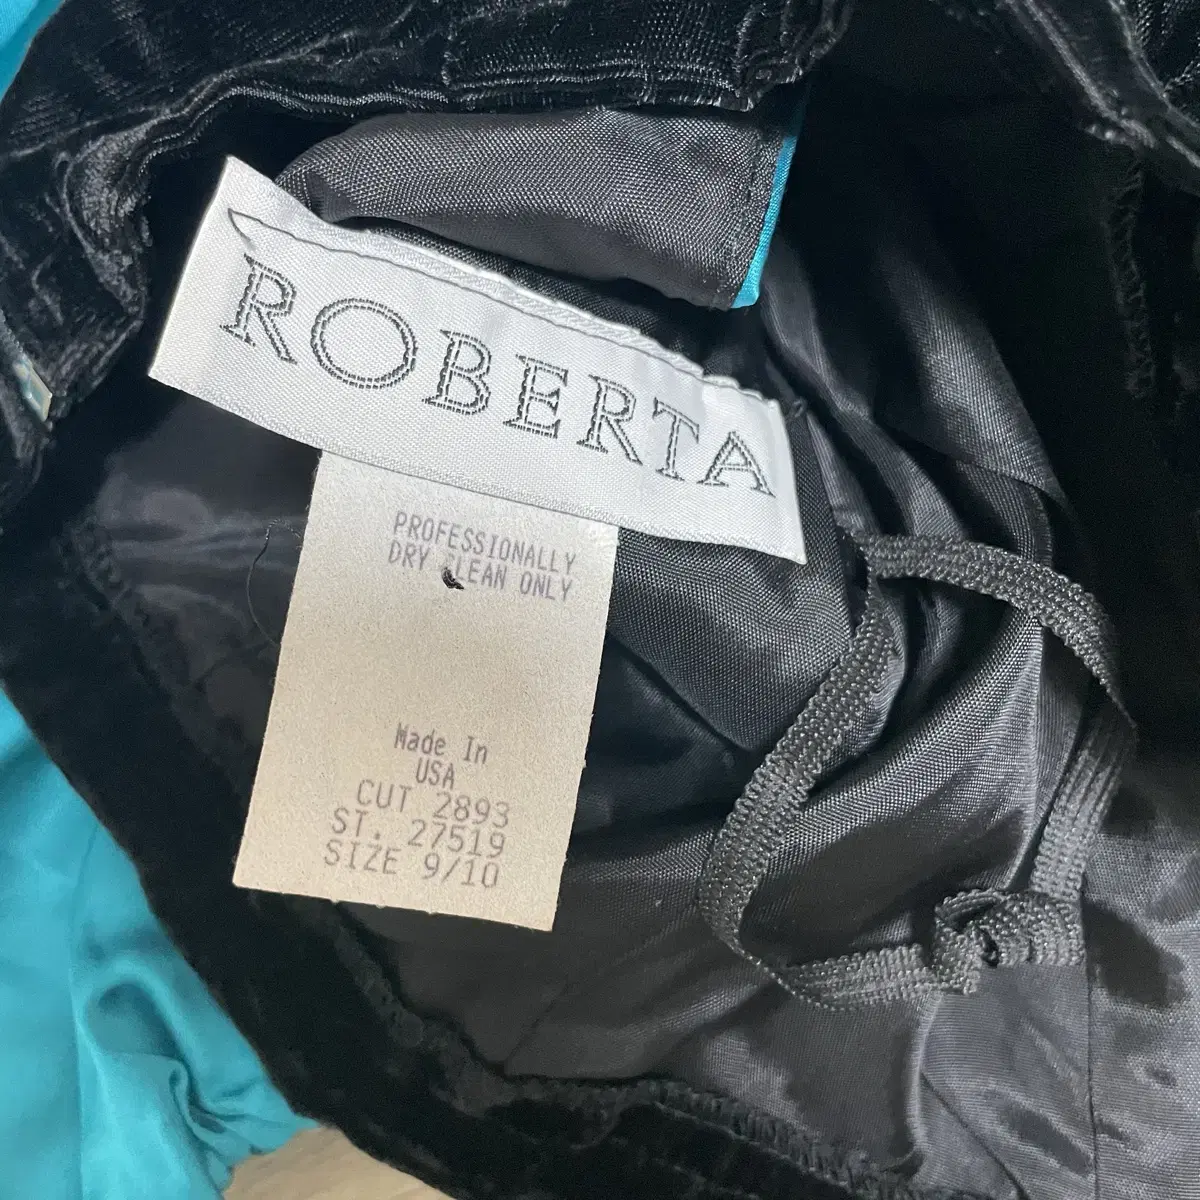 ROBERTA
PROFESSIONALLY
DRY CLEAN ONLY
Made In
USA
CUT 2893
ST. 27519
SIZE 9/10